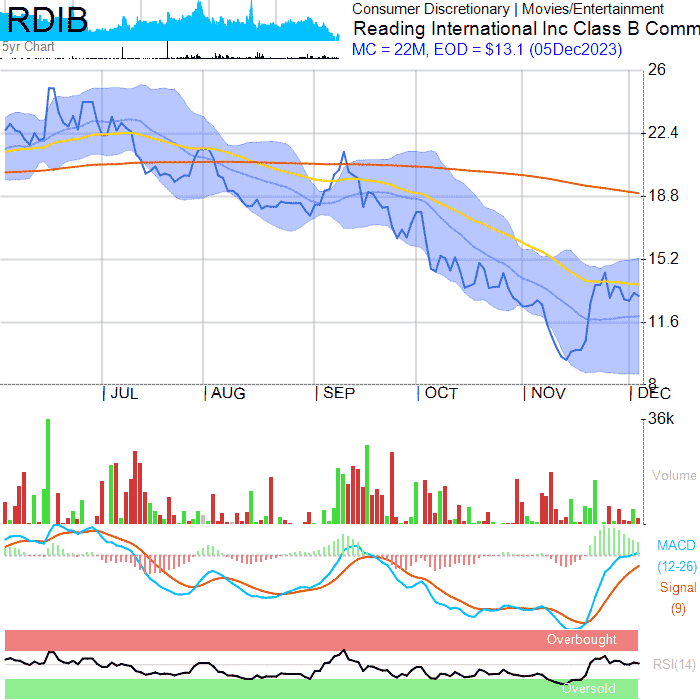 RDIB
5yr Chart
Consumer Discretionary | Movies/Entertainment
Reading International Inc Class B Comm
MC = 22M, EOD = $13.1 (05Dec2023)
26
22.4
18.8
15.2
11.6
8
JUL
AUG
SEP
OCT
NOV
DEC
36k
Volume
MACD
(12-26)
Signal
(9)
Overbought
RSI(14)
Oversold